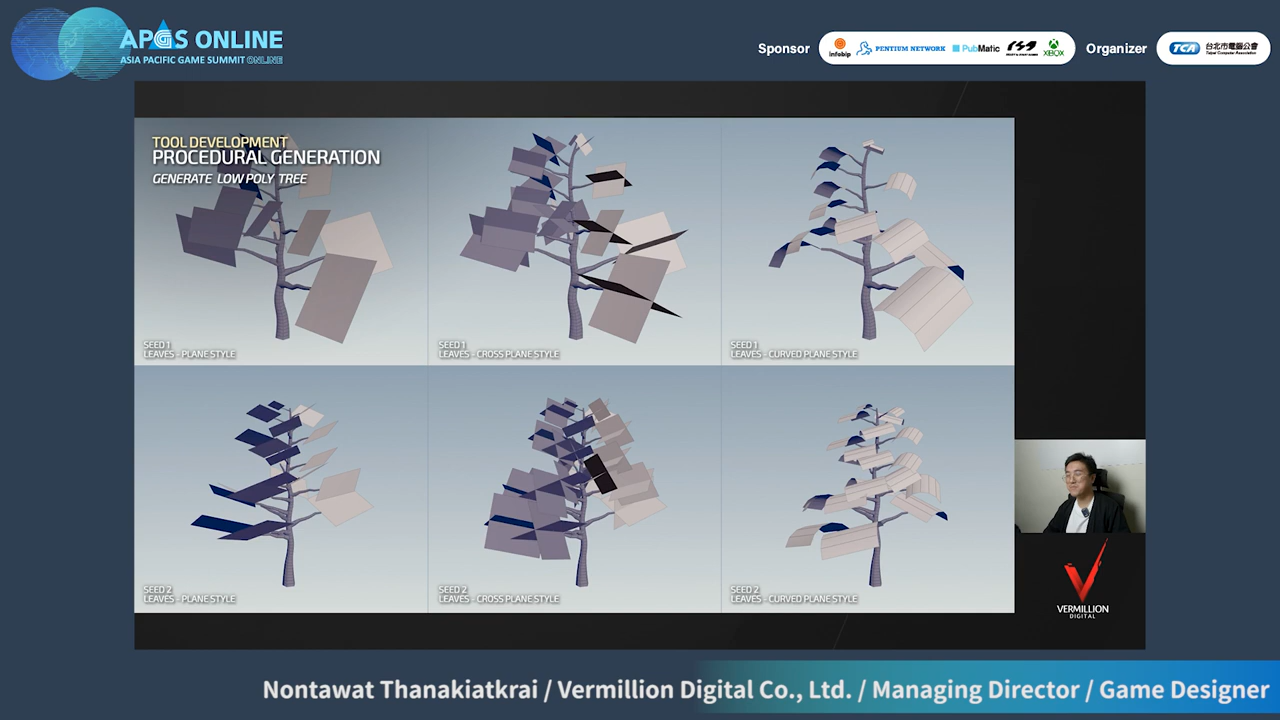 APGS ONLINE
ASIA PACIFIC GAME SUMMIT ONLINE
Sponsor
infobip
PENTIUM NETWORK
PubMatic
XBOX
Organizer
TCA
台北市電腦公會
Taipei Computer Association
TOOL DEVELOPMENT
PROCEDURAL GENERATION
GENERATE LOW POLY TREE
SEED 1
LEAVES - PLANE STYLE
SEED 1
LEAVES - CROSS PLANE STYLE
SEED 1
LEAVES - CURVED PLANE STYLE
SEED 2
LEAVES - PLANE STYLE
SEED 2
LEAVES - CROSS PLANE STYLE
SEED 2
LEAVES - CURVED PLANE STYLE
VERMILLION
DIGITAL
Nontawat Thanakiatkrai / Vermillion Digital Co., Ltd. / Managing Director / Game Designer